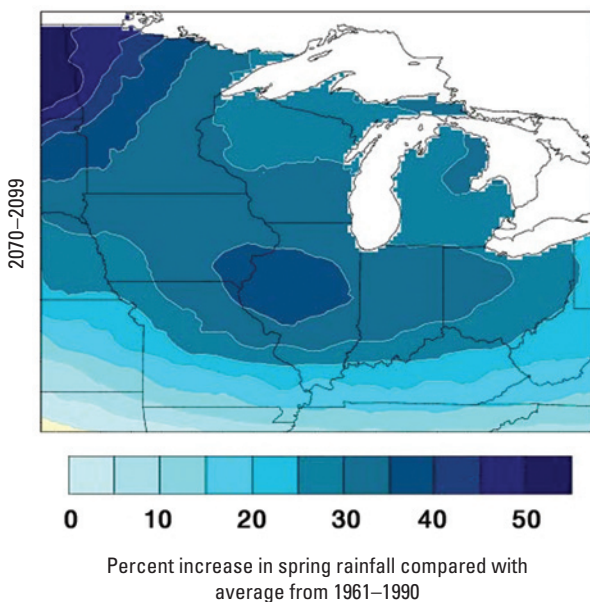 2070–2099
0 10 20 30 40 50
Percent increase in spring rainfall compared with
average from 1961–1990